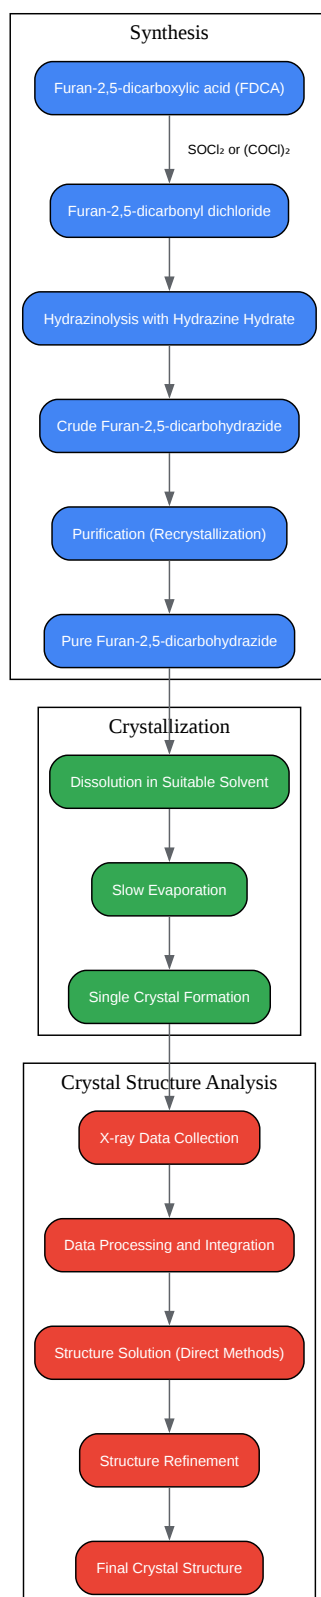 Synthesis
Furan-2,5-dicarboxylic acid (FDCA)
SOCl₂ or (COCl)₂
Furan-2,5-dicarbonyl dichloride
Hydrazinolysis with Hydrazine Hydrate
Crude Furan-2,5-dicarbohydrazide
Purification (Recrystallization)
Pure Furan-2,5-dicarbohydrazide
Crystallization
Dissolution in Suitable Solvent
Slow Evaporation
Single Crystal Formation
Crystal Structure Analysis
X-ray Data Collection
Data Processing and Integration
Structure Solution (Direct Methods)
Structure Refinement
Final Crystal Structure